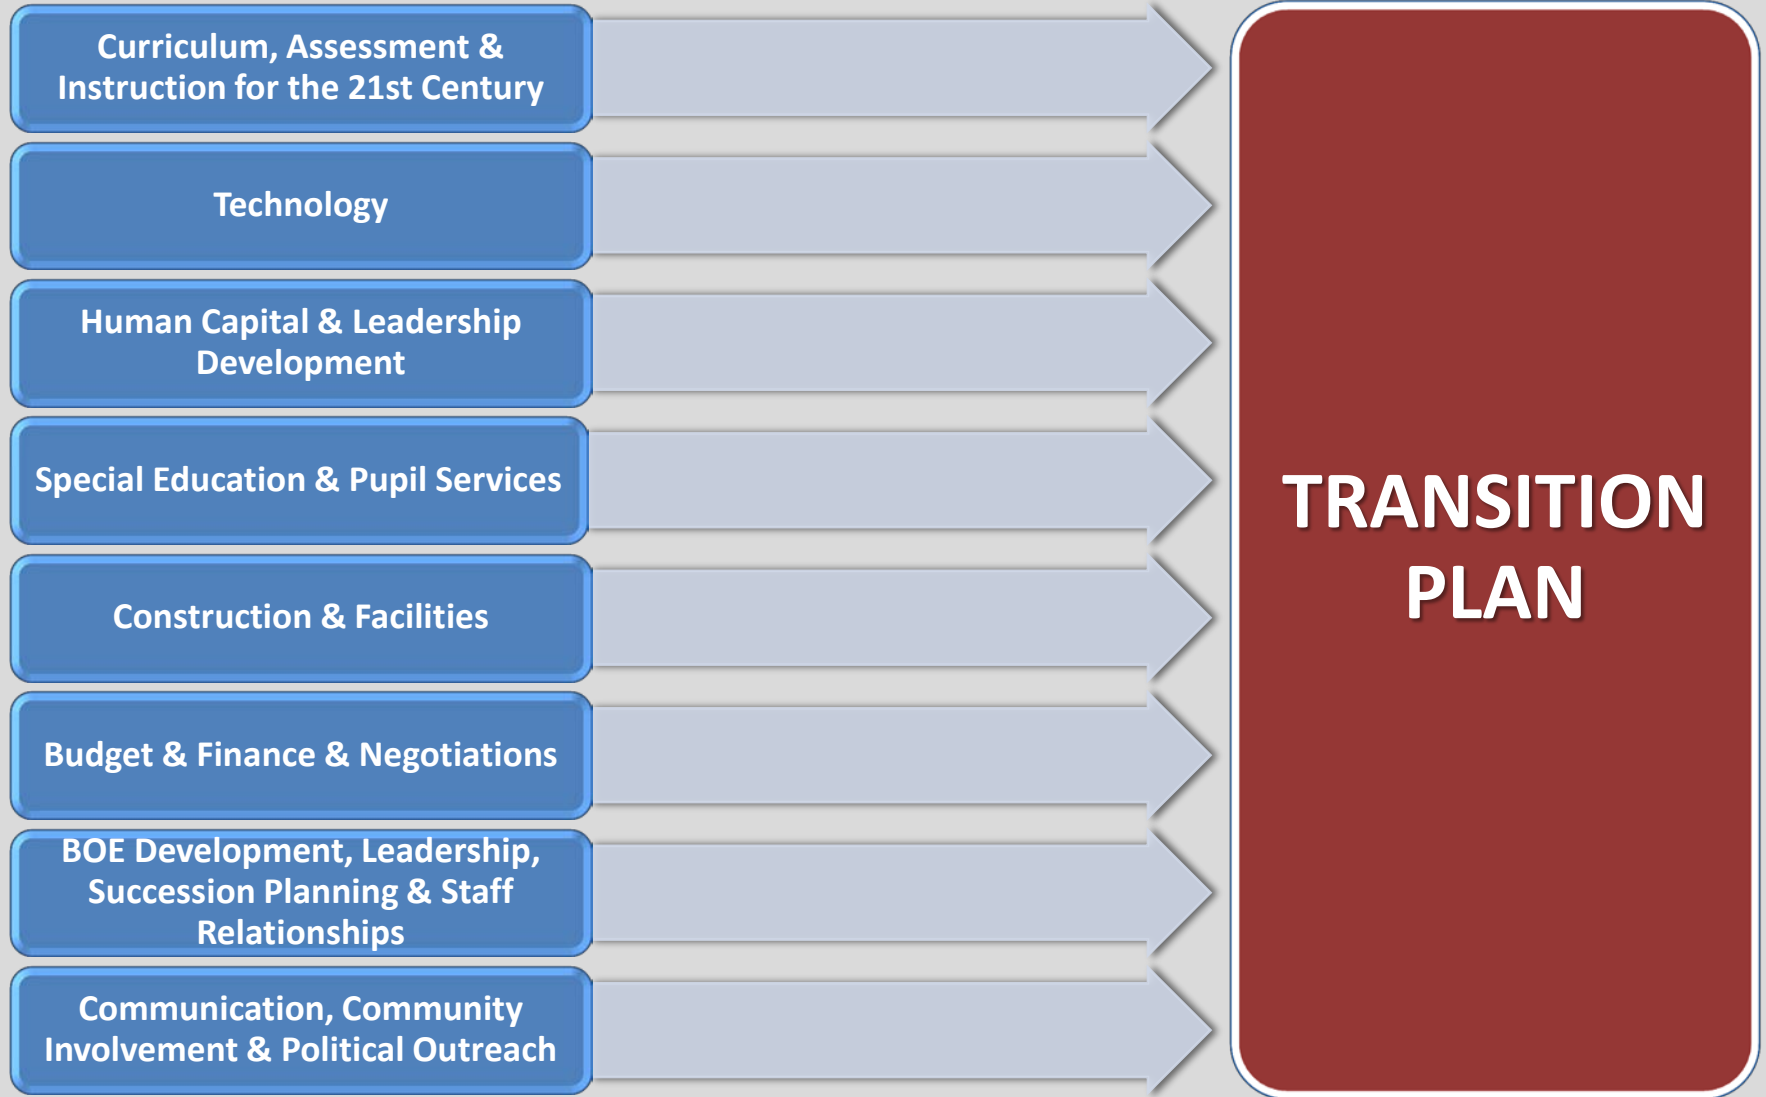 Curriculum, Assessment &
Instruction for the 21st Century
Technology
Human Capital & Leadership
Development
Special Education & Pupil Services
Construction & Facilities
Budget & Finance & Negotiations
BOE Development, Leadership,
Succession Planning & Staff
Relationships
Communication, Community
Involvement & Political Outreach
TRANSITION
PLAN